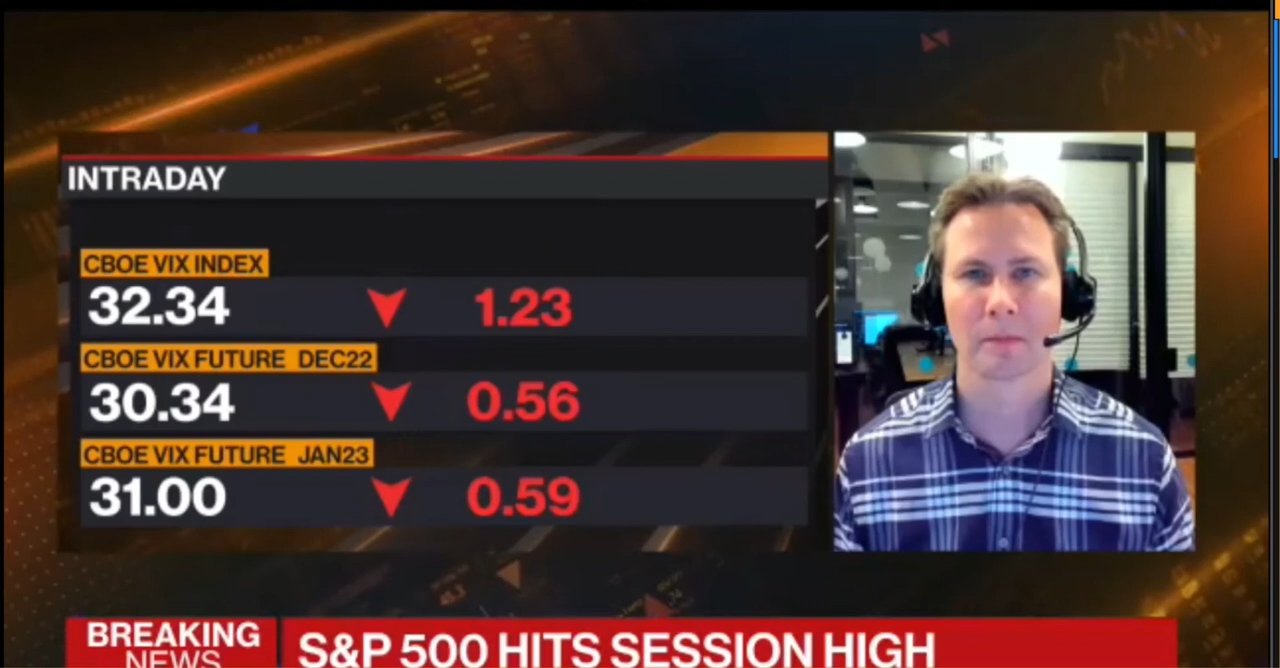 INTRADAY
CBOE VIX INDEX
32.34 1.23
CBOE VIX FUTURE DEC22
30.34 0.56
CBOE VIX FUTURE JAN23
31.00 0.59
BREAKING
NEWS
S&P 500 HITS SESSION HIGH